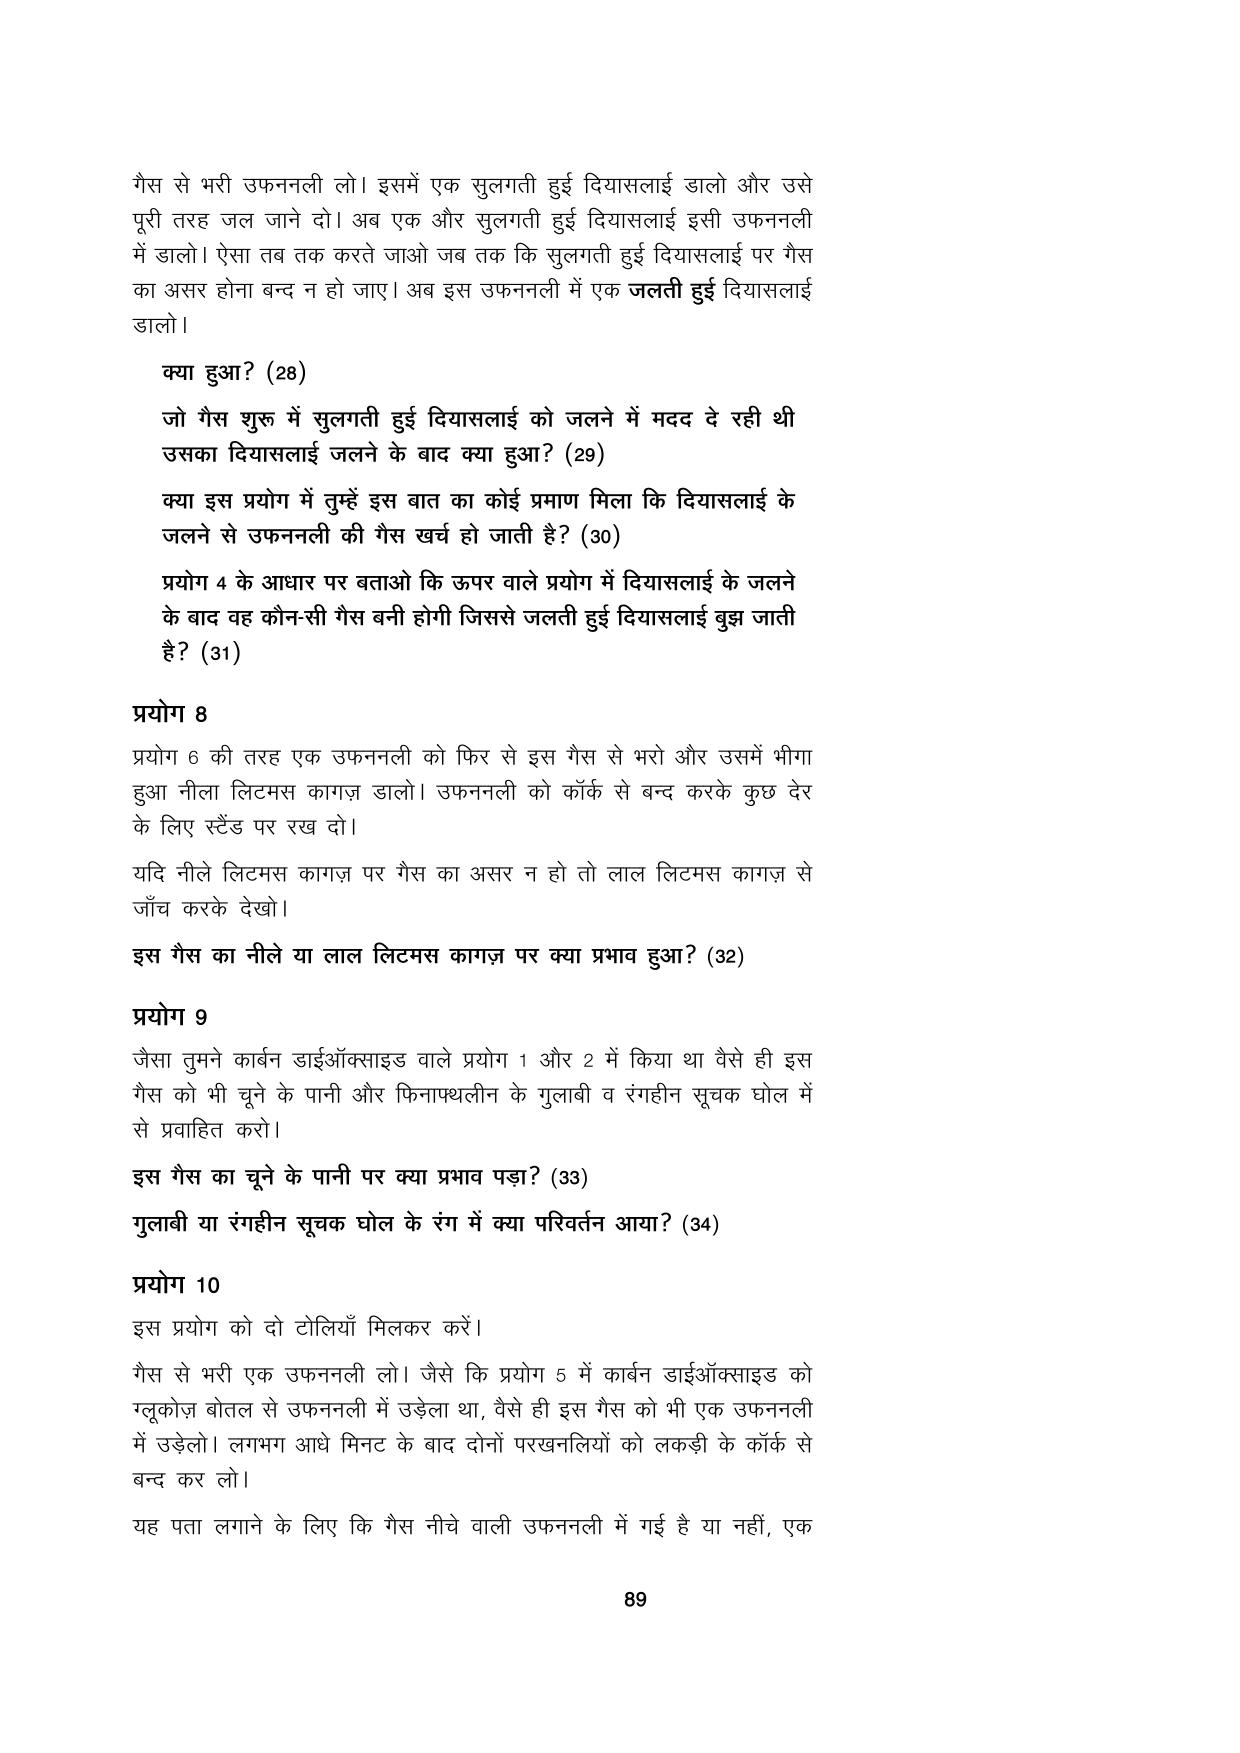 गैस से भरी उफननली लो। इसमें एक सुलगती हुई दियासलाई डालो और उसे
पूरी तरह जल जाने दो। अब एक और सुलगती हुई दियासलाई इसी उफननली
में डालो। ऐसा तब तक करते जाओ जब तक कि सुलगती हुई दियासलाई पर गैस
का असर होना बन्द न हो जाए। अब इस उफननली में एक जलती हुई दियासलाई
डालो।
क्या हुआ? (28)
जो गैस शुरू में सुलगती हुई दियासलाई को जलने में मदद दे रही थी
उसका दियासलाई जलने के बाद क्या हुआ? (29)
क्या इस प्रयोग में तुम्हें इस बात का कोई प्रमाण मिला कि दियासलाई के
जलने से उफननली की गैस खर्च हो जाती है? (30)
प्रयोग 4 के आधार पर बताओ कि ऊपर वाले प्रयोग में दियासलाई के जलने
के बाद वह कौन-सी गैस बनी होगी जिससे जलती हुई दियासलाई बुझ जाती
है? (31)
प्रयोग 8
प्रयोग 6 की तरह एक उफननली को फिर से इस गैस से भरो और उसमें भीगा
हुआ नीला लिटमस कागज़ डालो। उफननली को कॉर्क से बन्द करके कुछ देर
के लिए स्टैंड पर रख दो।
यदि नीले लिटमस कागज़ पर गैस का असर न हो तो लाल लिटमस कागज़ से
जाँच करके देखो।
इस गैस का नीले या लाल लिटमस कागज़ पर क्या प्रभाव हुआ? (32)
प्रयोग 9
जैसा तुमने कार्बन डाईऑक्साइड वाले प्रयोग 1 और 2 में किया था वैसे ही इस
गैस को भी चूने के पानी और फिनाफ्थलीन के गुलाबी व रंगहीन सूचक घोल में
से प्रवाहित करो।
इस गैस का चूने के पानी पर क्या प्रभाव पड़ा? (33)
गुलाबी या रंगहीन सूचक घोल के रंग में क्या परिवर्तन आया? (34)
प्रयोग 10
इस प्रयोग को दो टोलियाँ मिलकर करें।
गैस से भरी एक उफननली लो। जैसे कि प्रयोग 5 में कार्बन डाईऑक्साइड को
ग्लूकोज़ बोतल से उफननली में उड़ेला था, वैसे ही इस गैस को भी एक उफननली
में उड़ेलो। लगभग आधे मिनट के बाद दोनों परखनलियों को लकड़ी के कॉर्क से
बन्द कर लो।
यह पता लगाने के लिए कि गैस नीचे वाली उफननली में गई है या नहीं, एक
89